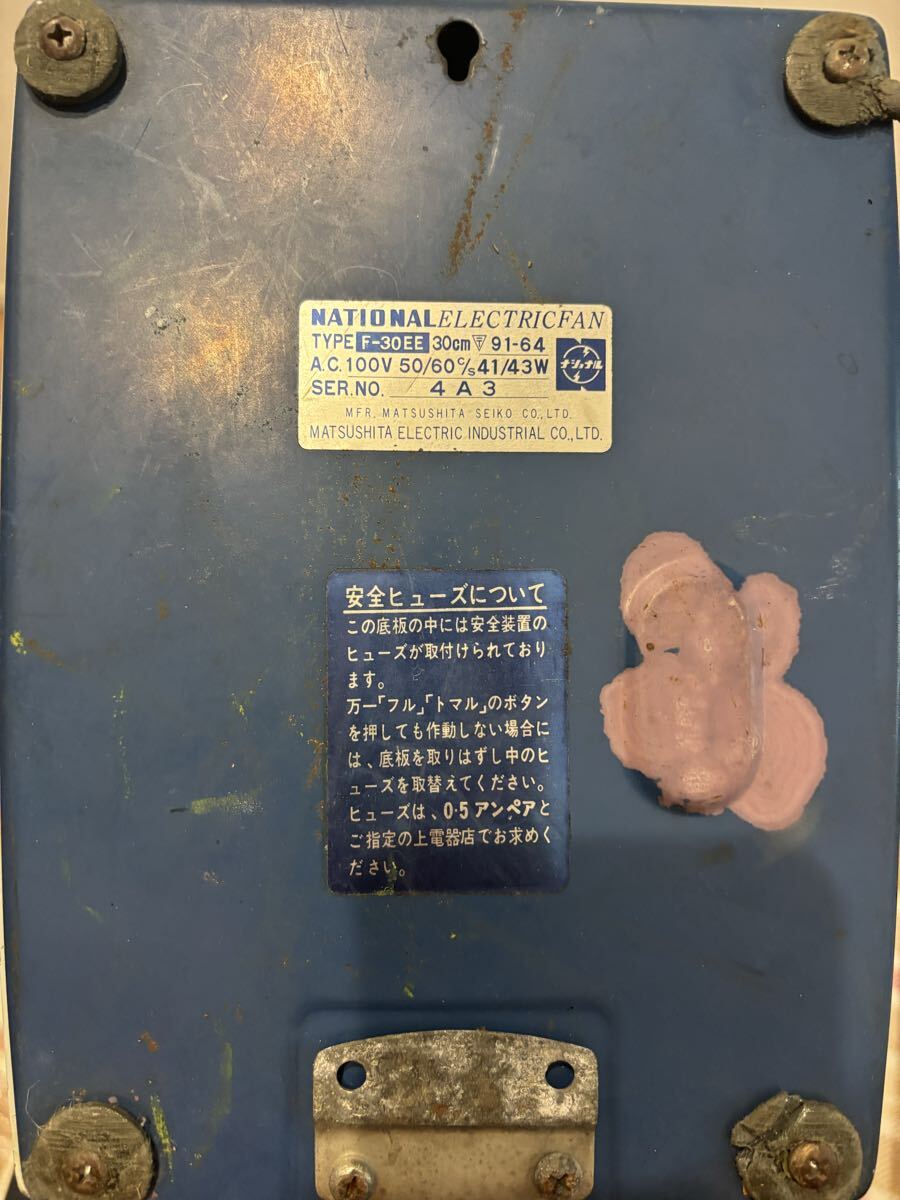 NATIONAL ELECTRIC FAN
TYPE F-30EE 30cm 〒 91-64
A.C. 100V 50/60 c/s 41/43W
ナショナル
SER.NO. 4 A 3
MFR. MATSUSHITA SEIKO CO., LTD.
MATSUSHITA ELECTRIC INDUSTRIAL CO., LTD.
安全ヒューズについて
この底板の中には安全装置の
ヒューズが取付けられており
ます。
万一「フル」「トマル」のボタン
を押しても作動しない場合に
は、底板を取りはずし中のヒ
ューズを取替えてください。
ヒューズは、0·5アンペアと
ご指定の上電器店でお求めく
ださい。